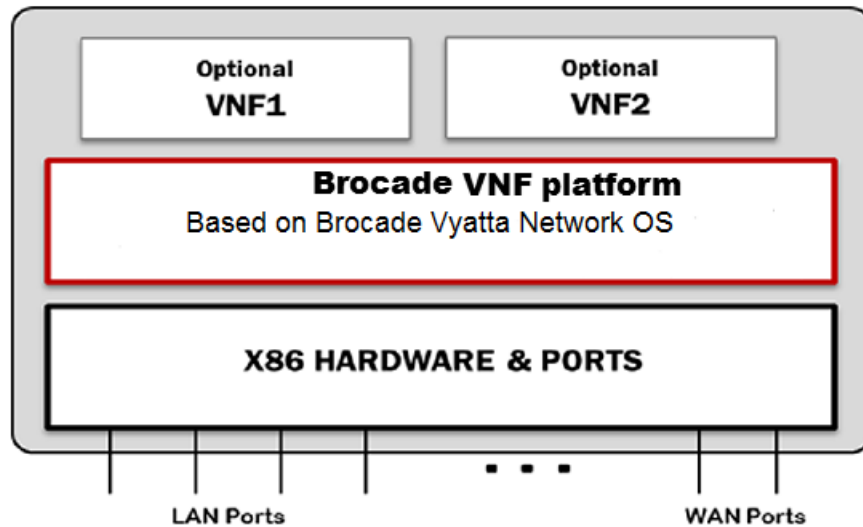 Optional
VNF1
Optional
VNF2
Brocade VNF platform
Based on Brocade Vyatta Network OS
X86 HARDWARE & PORTS
LAN Ports
WAN Ports